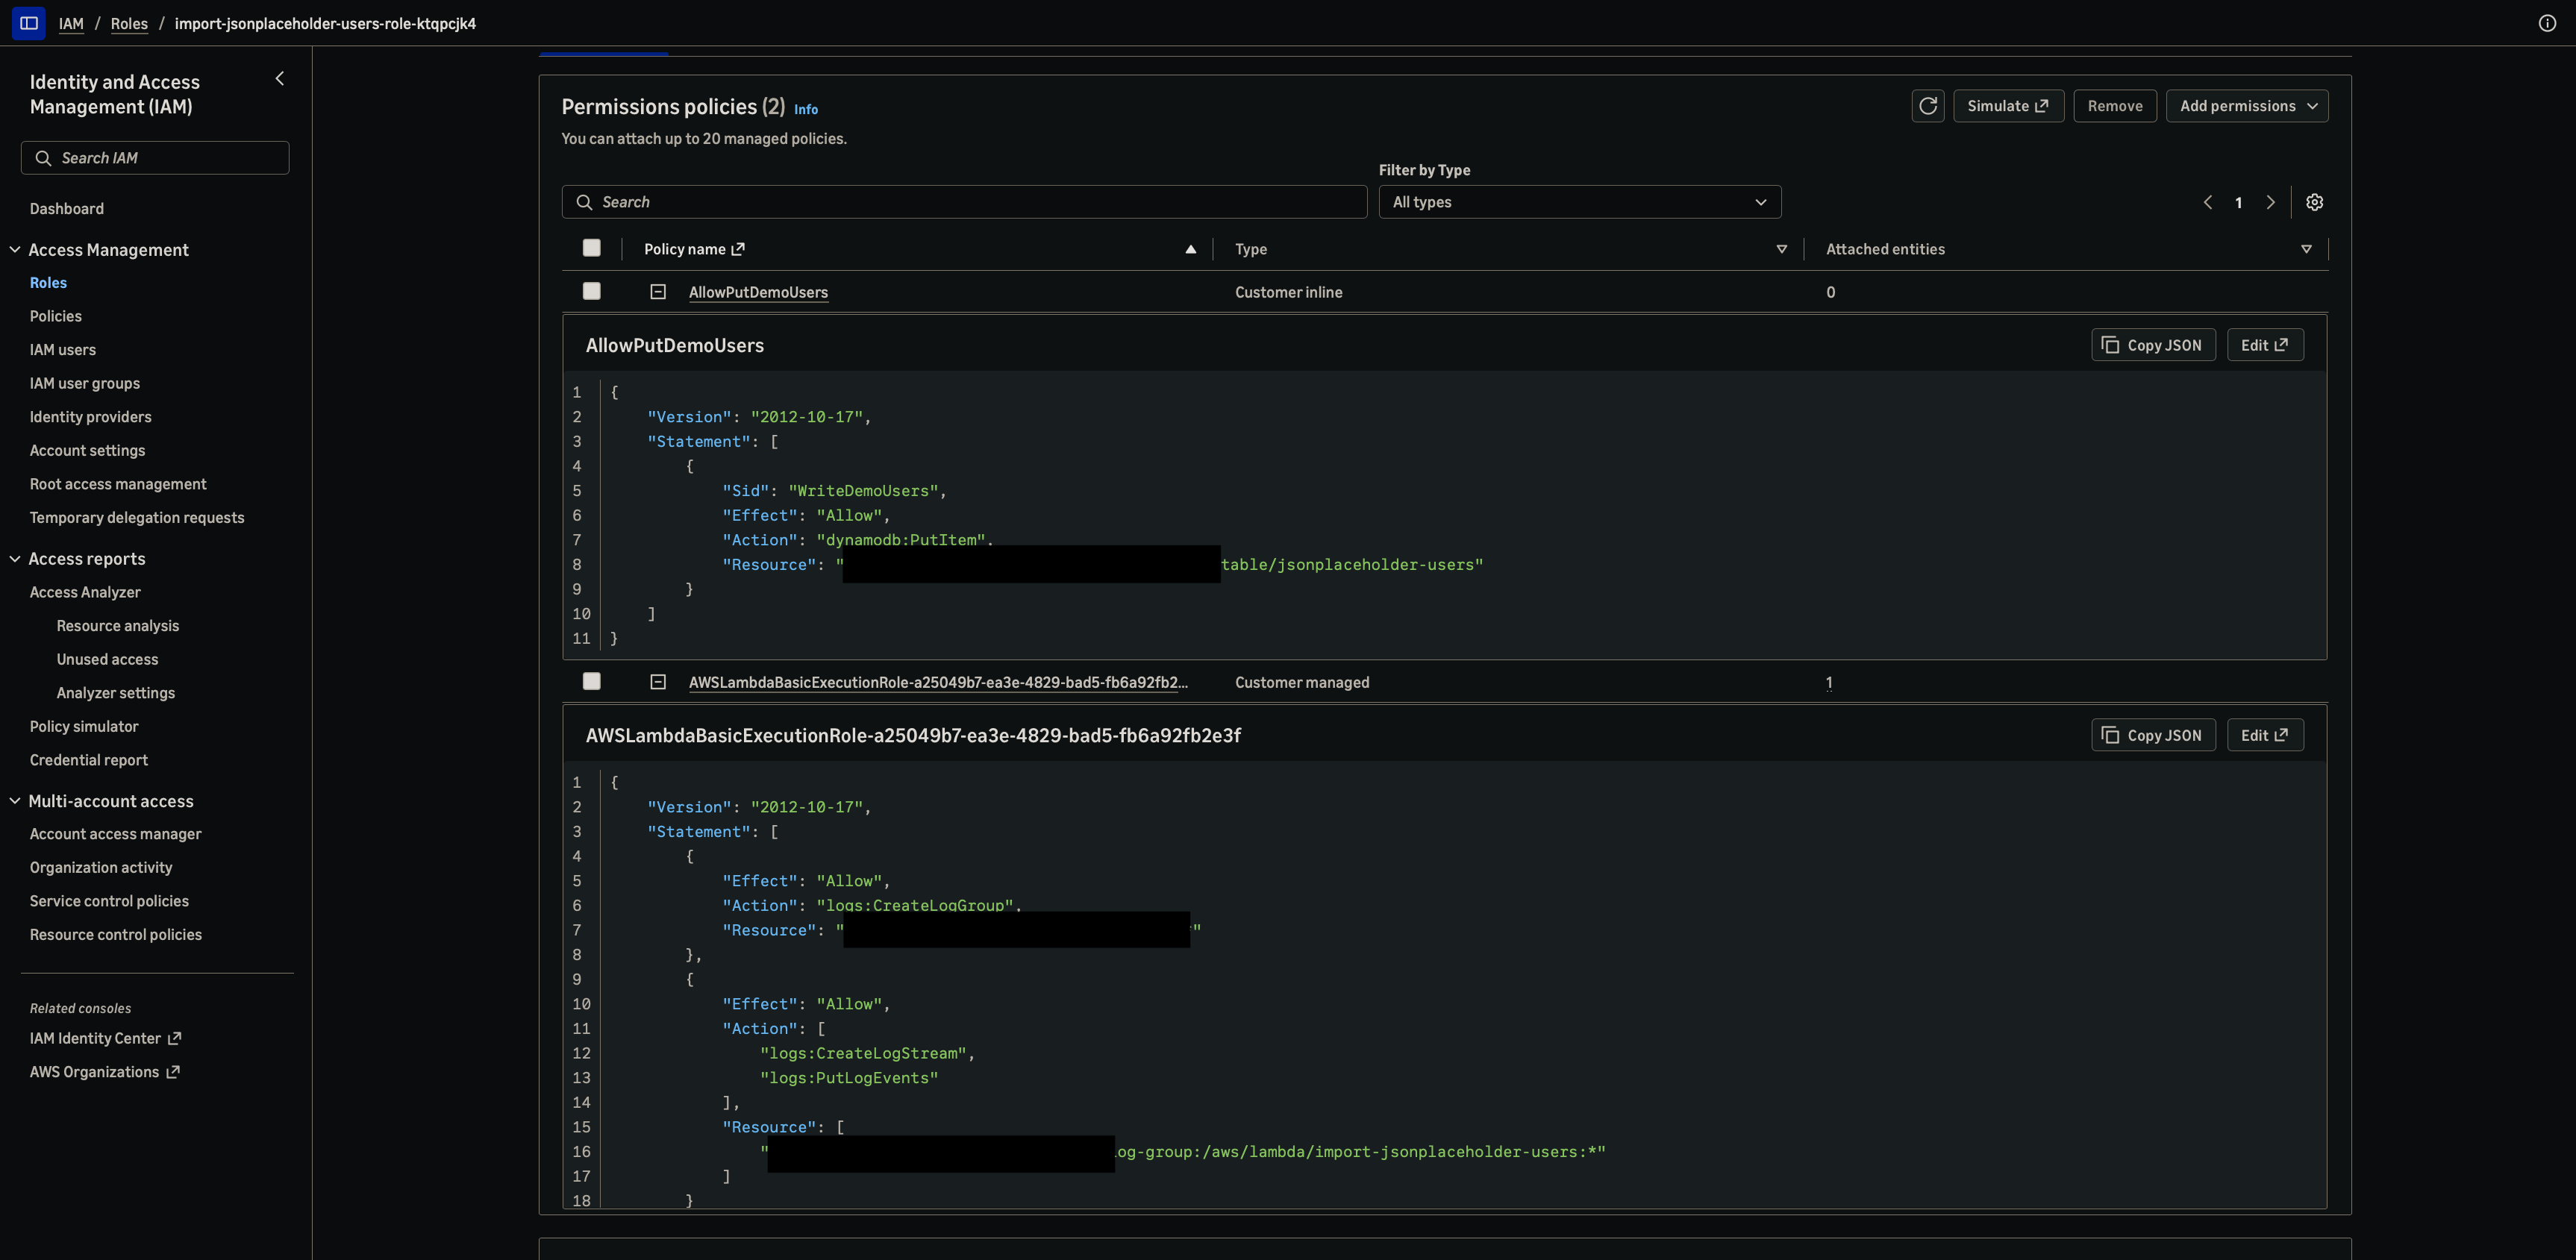 IAM / Roles / import-jsonplaceholder-users-role-ktqpcjk4
Identity and Access
Management (IAM)
Search IAM
Dashboard
Access Management
Roles
Policies
IAM users
IAM user groups
Identity providers
Account settings
Root access management
Temporary delegation requests
Access reports
Access Analyzer
Resource analysis
Unused access
Analyzer settings
Policy simulator
Credential report
Multi-account access
Account access manager
Organization activity
Service control policies
Resource control policies
Related consoles
IAM Identity Center
AWS Organizations
Permissions policies (2) Info
Simulate
Remove
Add permissions
You can attach up to 20 managed policies.
Filter by Type
Search
All types
1
Policy name Type Attached entities
AllowPutDemoUsers Customer inline 0
AllowPutDemoUsers
Copy JSON
Edit
1 {
2 "Version": "2012-10-17",
3 "Statement": [
4 {
5 "Sid": "WriteDemoUsers",
6 "Effect": "Allow",
7 "Action": "dynamodb:PutItem",
8 "Resource": " table/jsonplaceholder-users"
9 }
10 ]
11 }
AWSLambdaBasicExecutionRole-a25049b7-ea3e-4829-bad5-fb6a92fb2... Customer managed 1
AWSLambdaBasicExecutionRole-a25049b7-ea3e-4829-bad5-fb6a92fb2e3f
Copy JSON
Edit
1 {
2 "Version": "2012-10-17",
3 "Statement": [
4 {
5 "Effect": "Allow",
6 "Action": "logs:CreateLogGroup",
7 "Resource": " "
8 },
9 {
10 "Effect": "Allow",
11 "Action": [
12 "logs:CreateLogStream",
13 "logs:PutLogEvents"
14 ],
15 "Resource": [
16 " og-group:/aws/lambda/import-jsonplaceholder-users:*"
17 ]
18 }